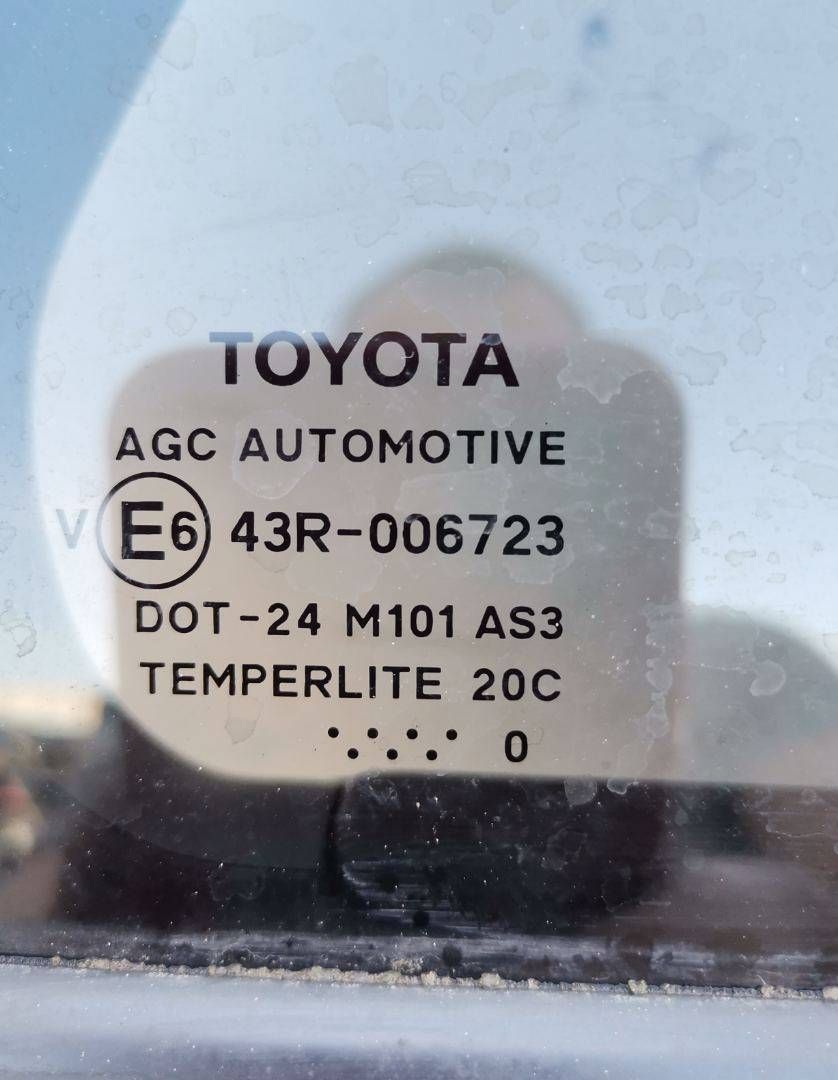 TOYOTA
AGC AUTOMOTIVE
V E6 43R-006723
DOT-24 M101 AS3
TEMPERLITE 20C
0